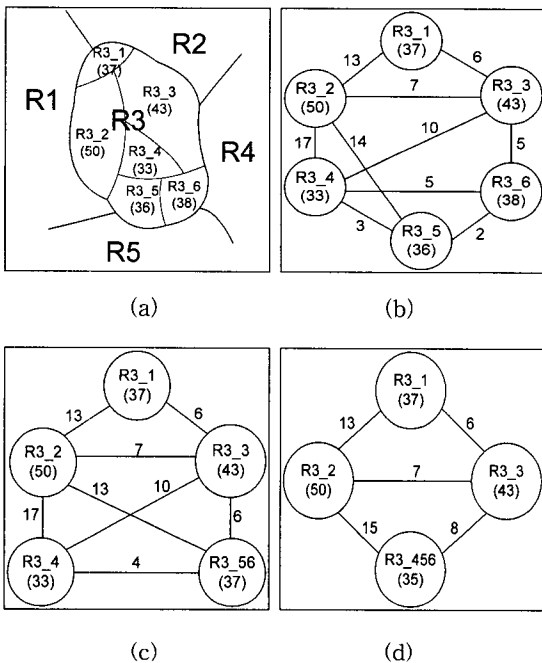 R3_1
(37)
R2
R1
R3_3
(43)
R3
R3_2
(50)
R4
R3_4
(33)
R3_5
(36)
R3_6
(38)
R5
(a)
R3_1
(37)
13
6
R3_2
(50)
7
R3_3
(43)
17
14
10
5
R3_4
(33)
5
R3_6
(38)
3
2
R3_5
(36)
(b)
R3_1
(37)
13
6
R3_2
(50)
7
R3_3
(43)
13
10
17
6
R3_4
(33)
4
R3_56
(37)
(c)
R3_1
(37)
13
6
R3_2
(50)
7
R3_3
(43)
15
8
R3_456
(35)
(d)